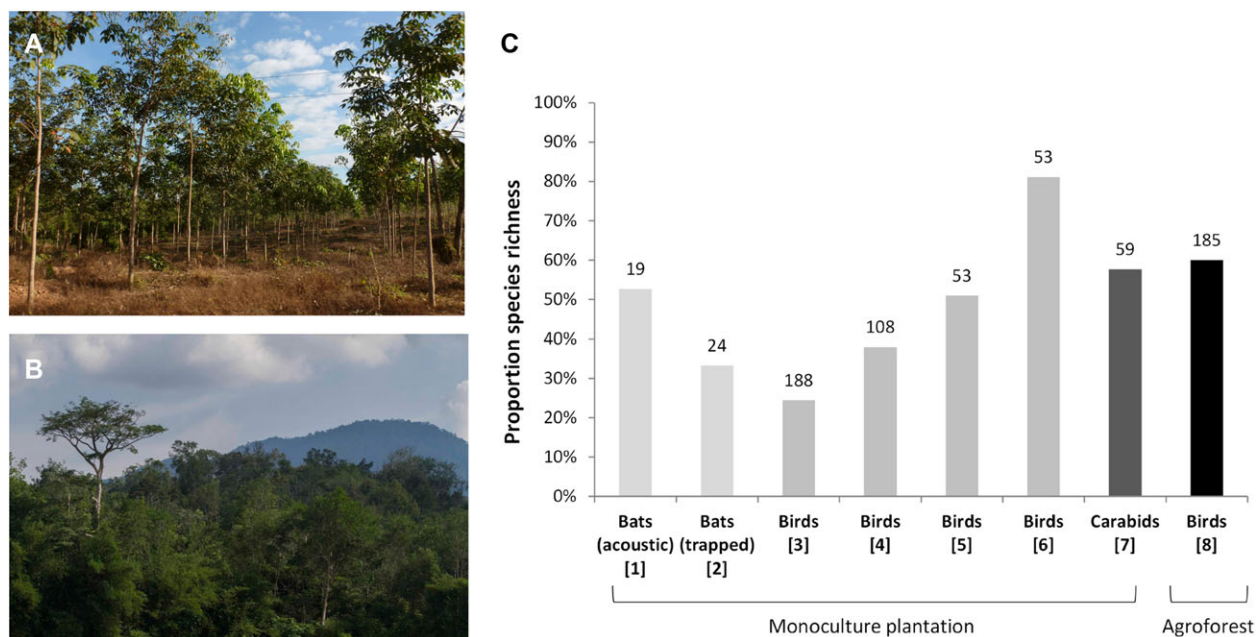 A
B
C
Proportion species richness
100%
90%
80%
70%
60%
50%
40%
30%
20%
10%
0%
19
24
188
108
53
53
59
185
Bats
(acoustic)
[1]
Bats
(trapped)
[2]
Birds
[3]
Birds
[4]
Birds
[5]
Birds
[6]
Carabids
[7]
Birds
[8]
Monoculture plantation
Agroforest